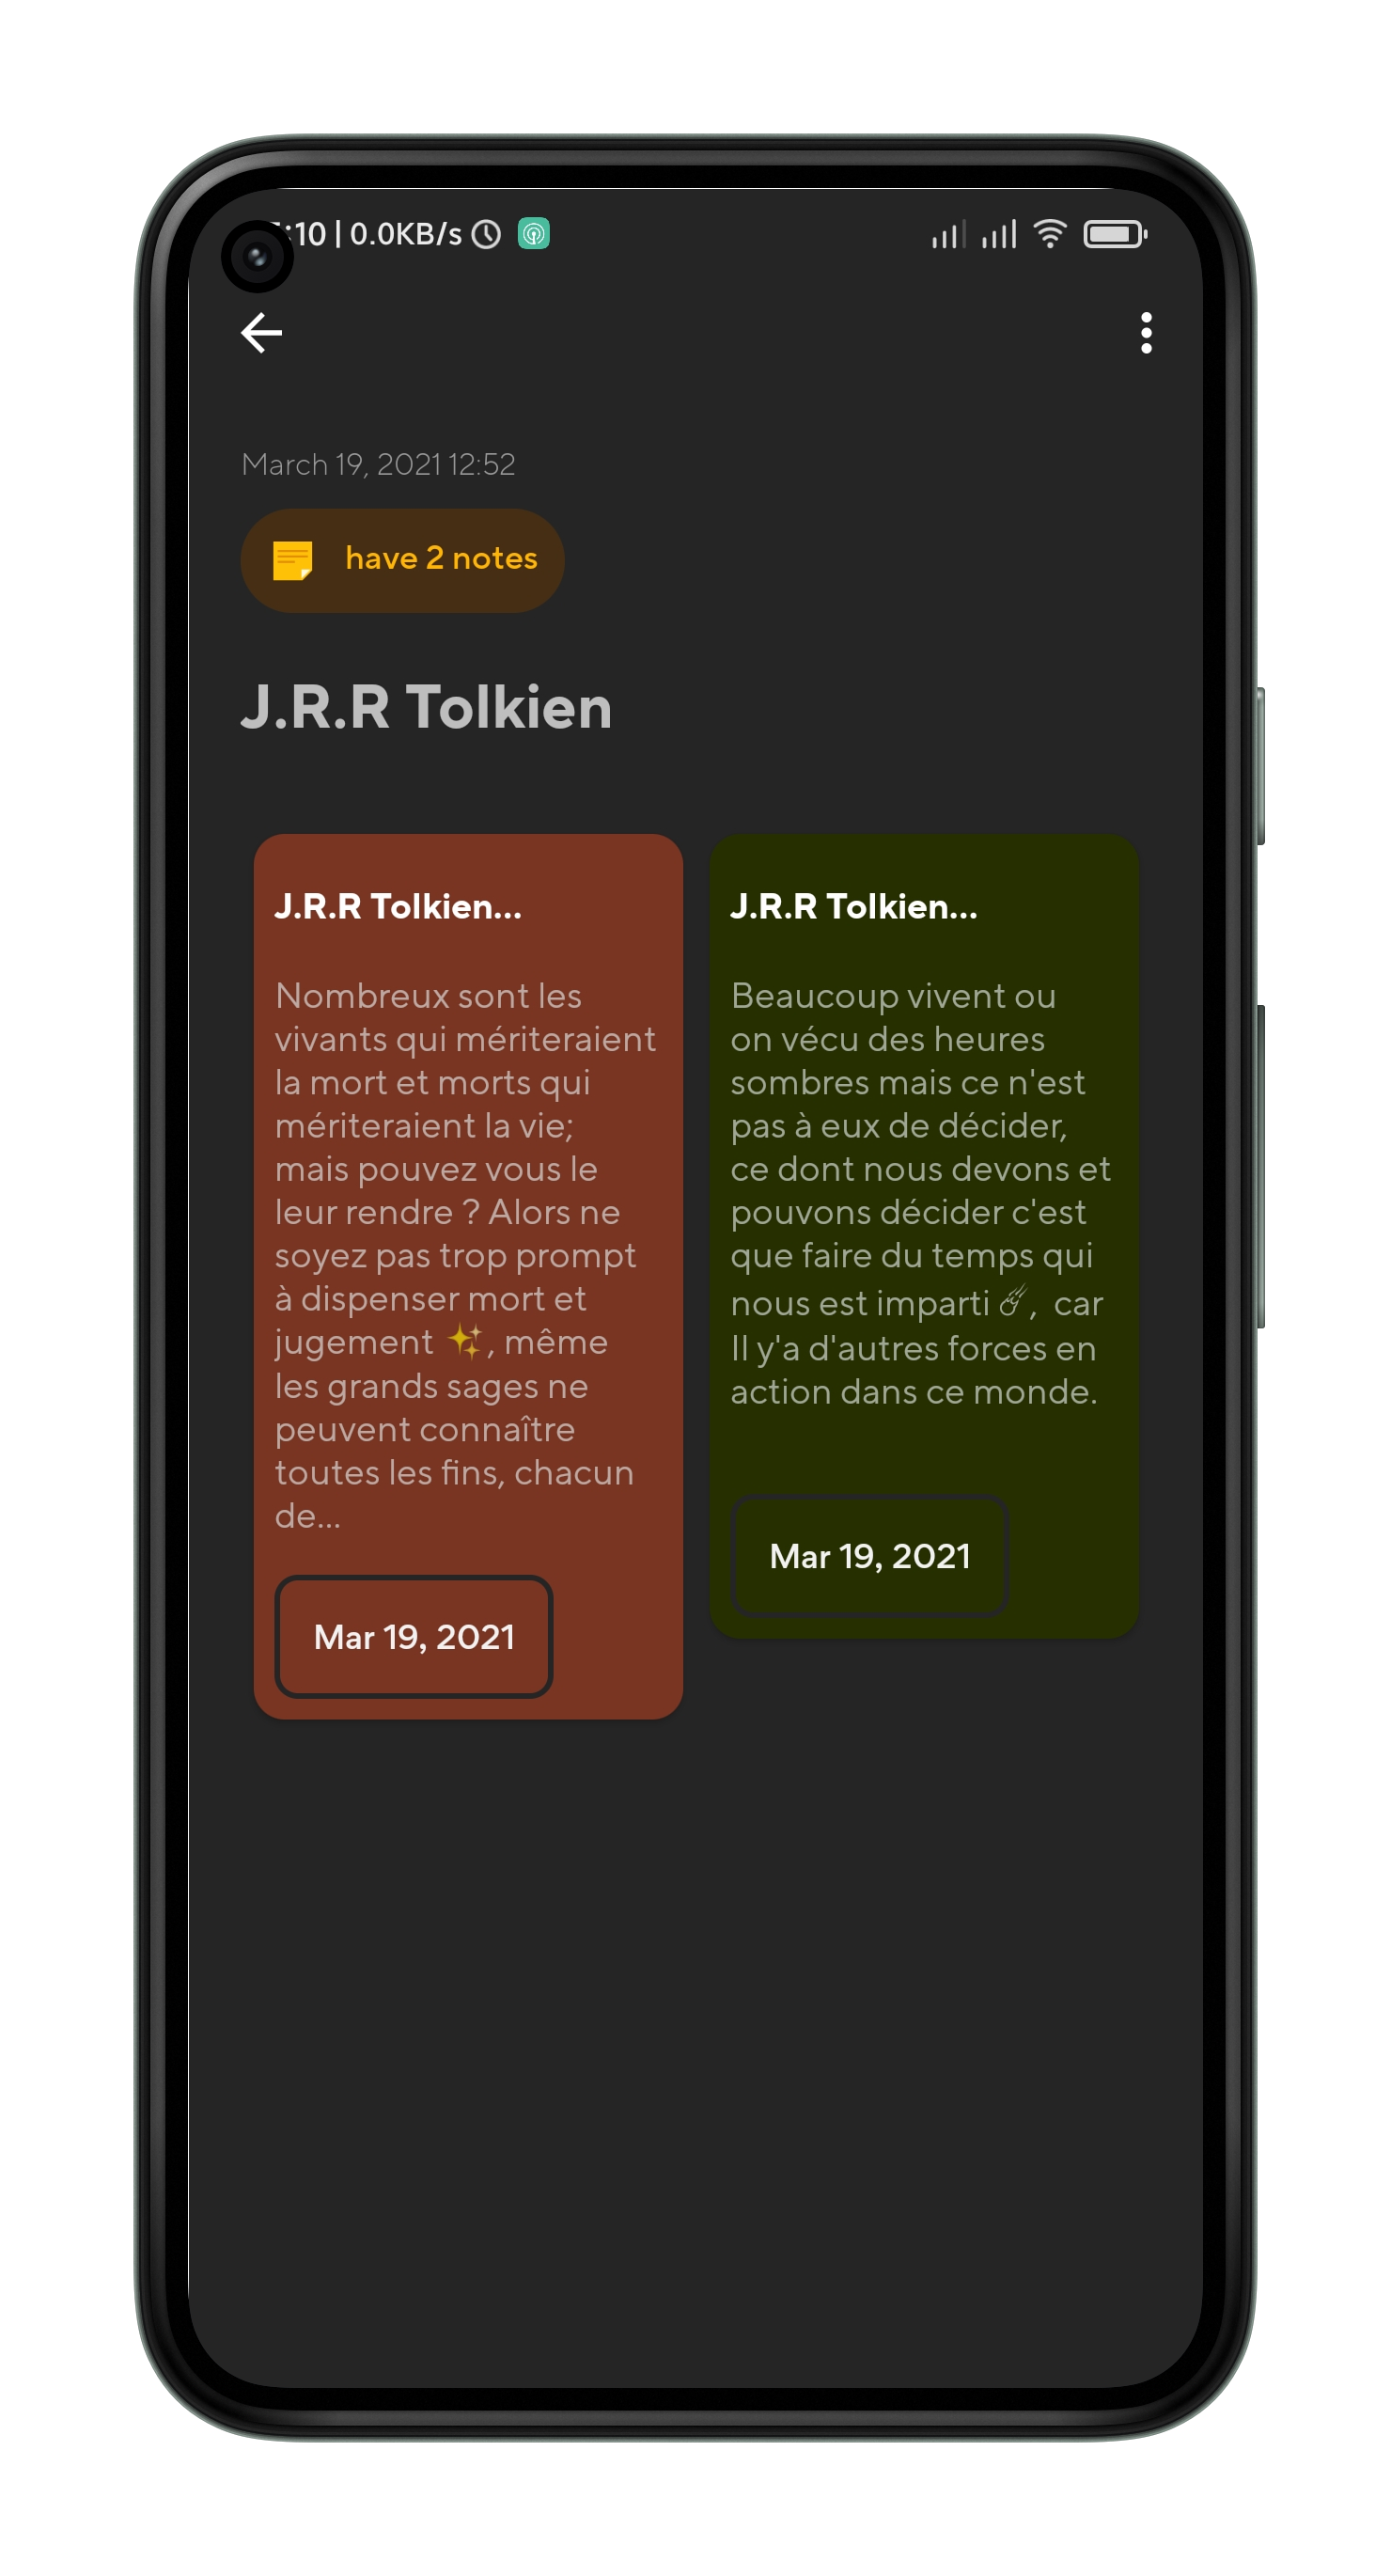 :10 | 0.0KB/s
March 19, 2021 12:52
have 2 notes
J.R.R Tolkien
J.R.R Tolkien...
Nombreux sont les
vivants qui mériteraient
la mort et morts qui
mériteraient la vie;
mais pouvez vous le
leur rendre ? Alors ne
soyez pas trop prompt
à dispenser mort et
jugement ✨, même
les grands sages ne
peuvent connaître
toutes les fins, chacun
de...
Mar 19, 2021
J.R.R Tolkien...
Beaucoup vivent ou
on vécu des heures
sombres mais ce n'est
pas à eux de décider,
ce dont nous devons et
pouvons décider c'est
que faire du temps qui
nous est imparti ☄, car
Il y'a d'autres forces en
action dans ce monde.
Mar 19, 2021